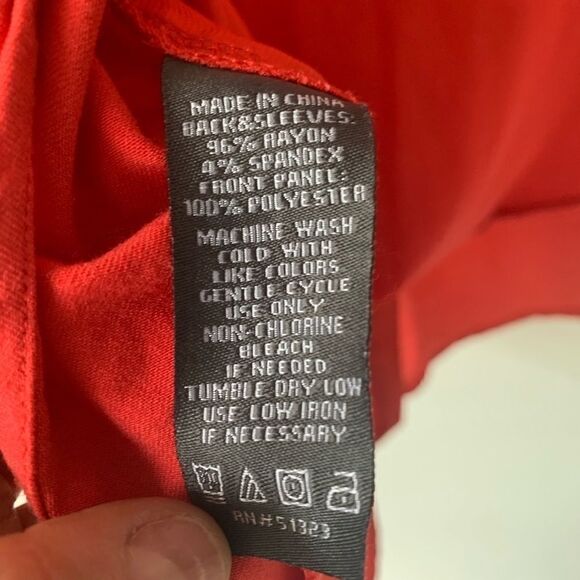 MADE IN CHINA
BACK&SLEEVES:
96% RAYON
4% SPANDEX
FRONT PANEL:
100% POLYESTER
MACHINE WASH
COLD WITH
LIKE COLORS
GENTLE CYCLE
USE ONLY
NON-CHLORINE
BLEACH
IF NEEDED
TUMBLE DRY LOW
USE LOW IRON
IF NECESSARY
RN#51323